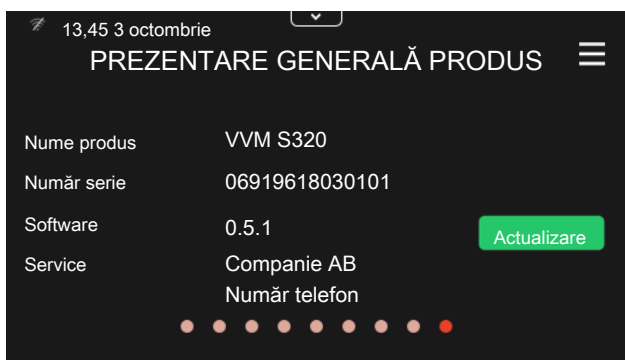 13,45 3 octombrie
PREZENTARE GENERALĂ PRODUS
Nume produs VVM S320
Număr serie 06919618030101
Software 0.5.1 Actualizare
Service Companie AB
Număr telefon